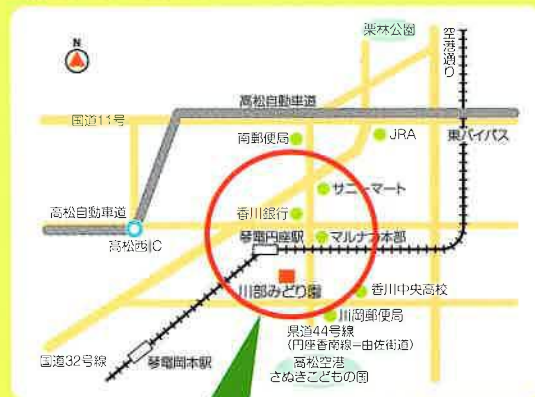 N
栗林公園
空港通り
高松自動車道
国道11号
南郵便局
JRA
東バイパス
サニーマート
高松自動車道
香川銀行
高松西IC
琴電円座駅
マルナカ本部
川部みどり園
香川中央高校
川岡郵便局
県道44号線
(円座香南線ー由佐街道)
国道32号線
琴電岡本駅
高松空港
さぬきこどもの国